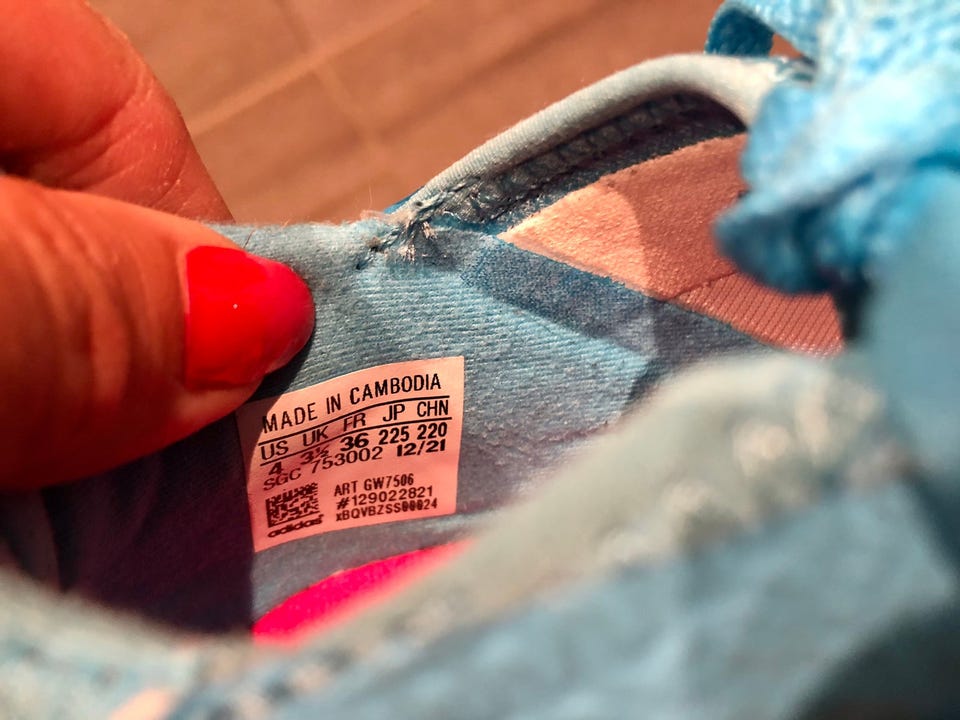 MADE IN CAMBODIA
US UK FR JP CHN
4 3½ 36 225 220
SGC 753002 12/21
ART GW7506
#129022821
xBQVBZSS00024
adidas